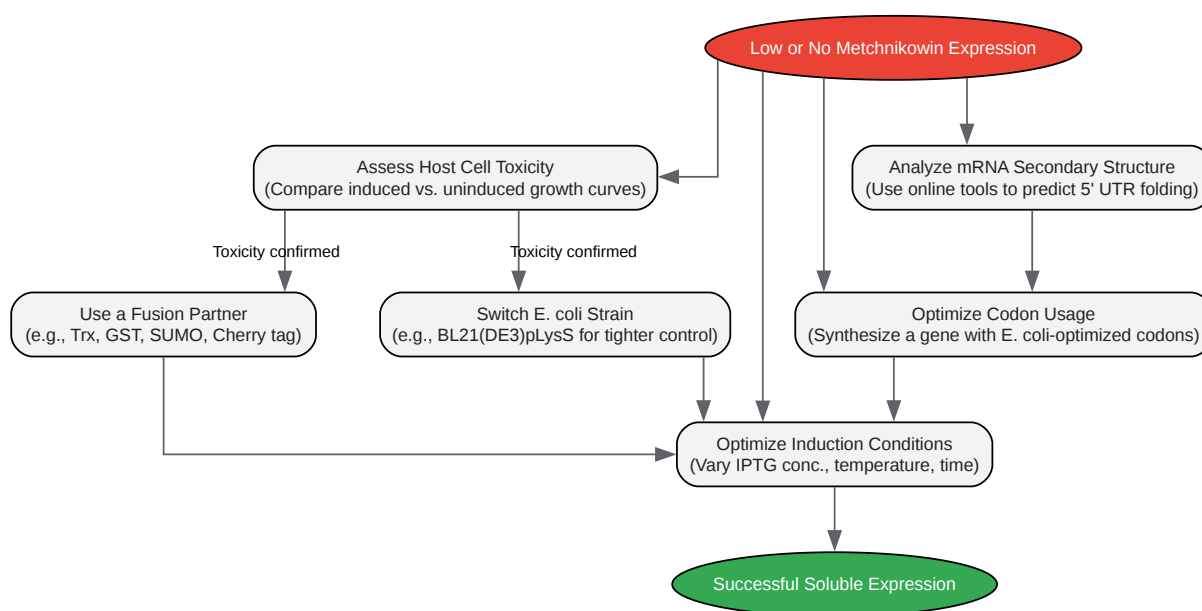 Low or No Metchnikowin Expression
Assess Host Cell Toxicity
(Compare induced vs. uninduced growth curves)
Analyze mRNA Secondary Structure
(Use online tools to predict 5' UTR folding)
Toxicity confirmed
Toxicity confirmed
Use a Fusion Partner
(e.g., Trx, GST, SUMO, Cherry tag)
Switch E. coli Strain
(e.g., BL21(DE3)pLysS for tighter control)
Optimize Codon Usage
(Synthesize a gene with E. coli-optimized codons)
Optimize Induction Conditions
(Vary IPTG conc., temperature, time)
Successful Soluble Expression